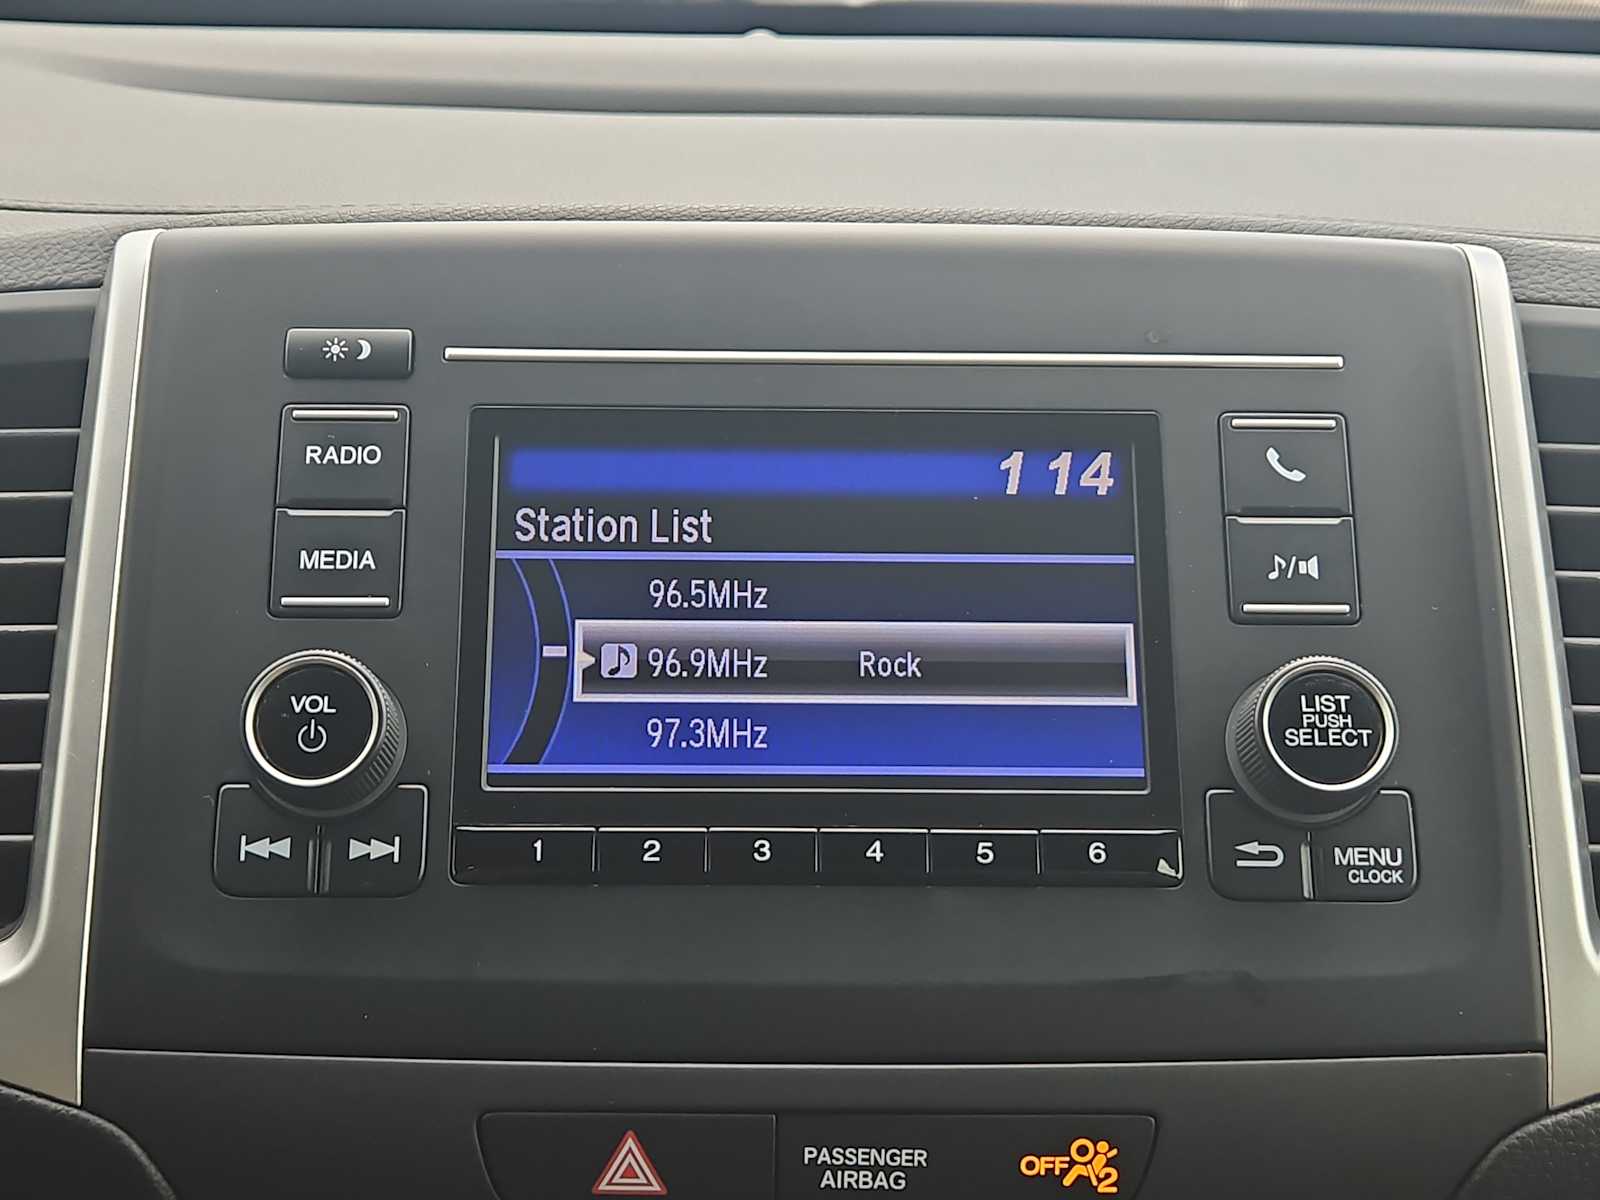 1 14
Station List
RADIO
MEDIA
96.5MHz
96.9MHz Rock
97.3MHz
VOL
LIST
PUSH
SELECT
1 2 3 4 5 6
MENU
CLOCK
PASSENGER
AIRBAG
OFF 2